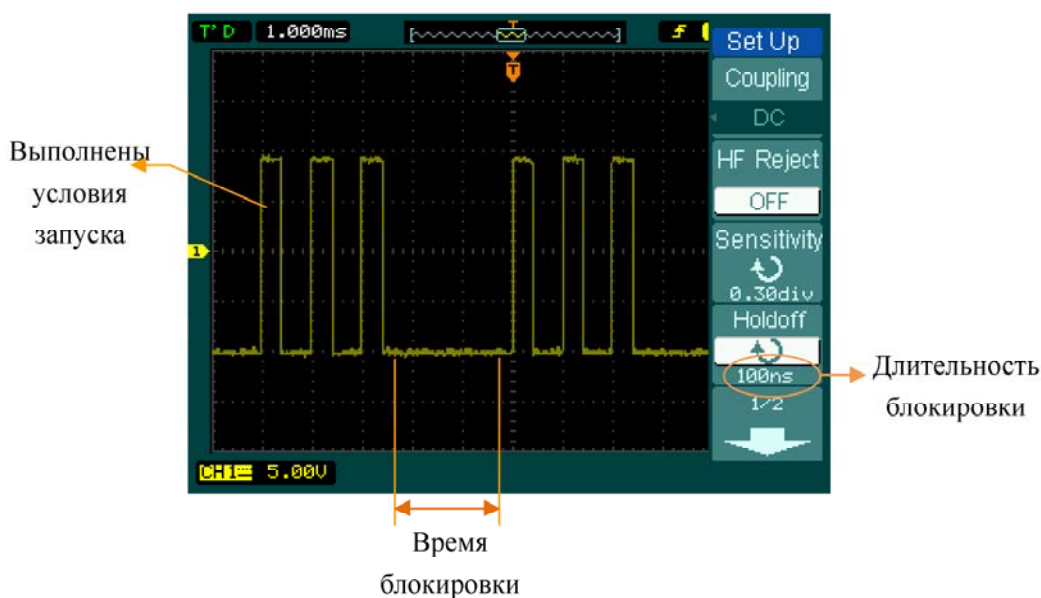 T'D 1.000ms
T
Set Up
Coupling
DC
HF Reject
OFF
Sensitivity
0.30div
Holdoff
100ns
1/2
T
1
CH1 5.00V
Выполнены
условия
запуска
Длительность
блокировки
Время
блокировки